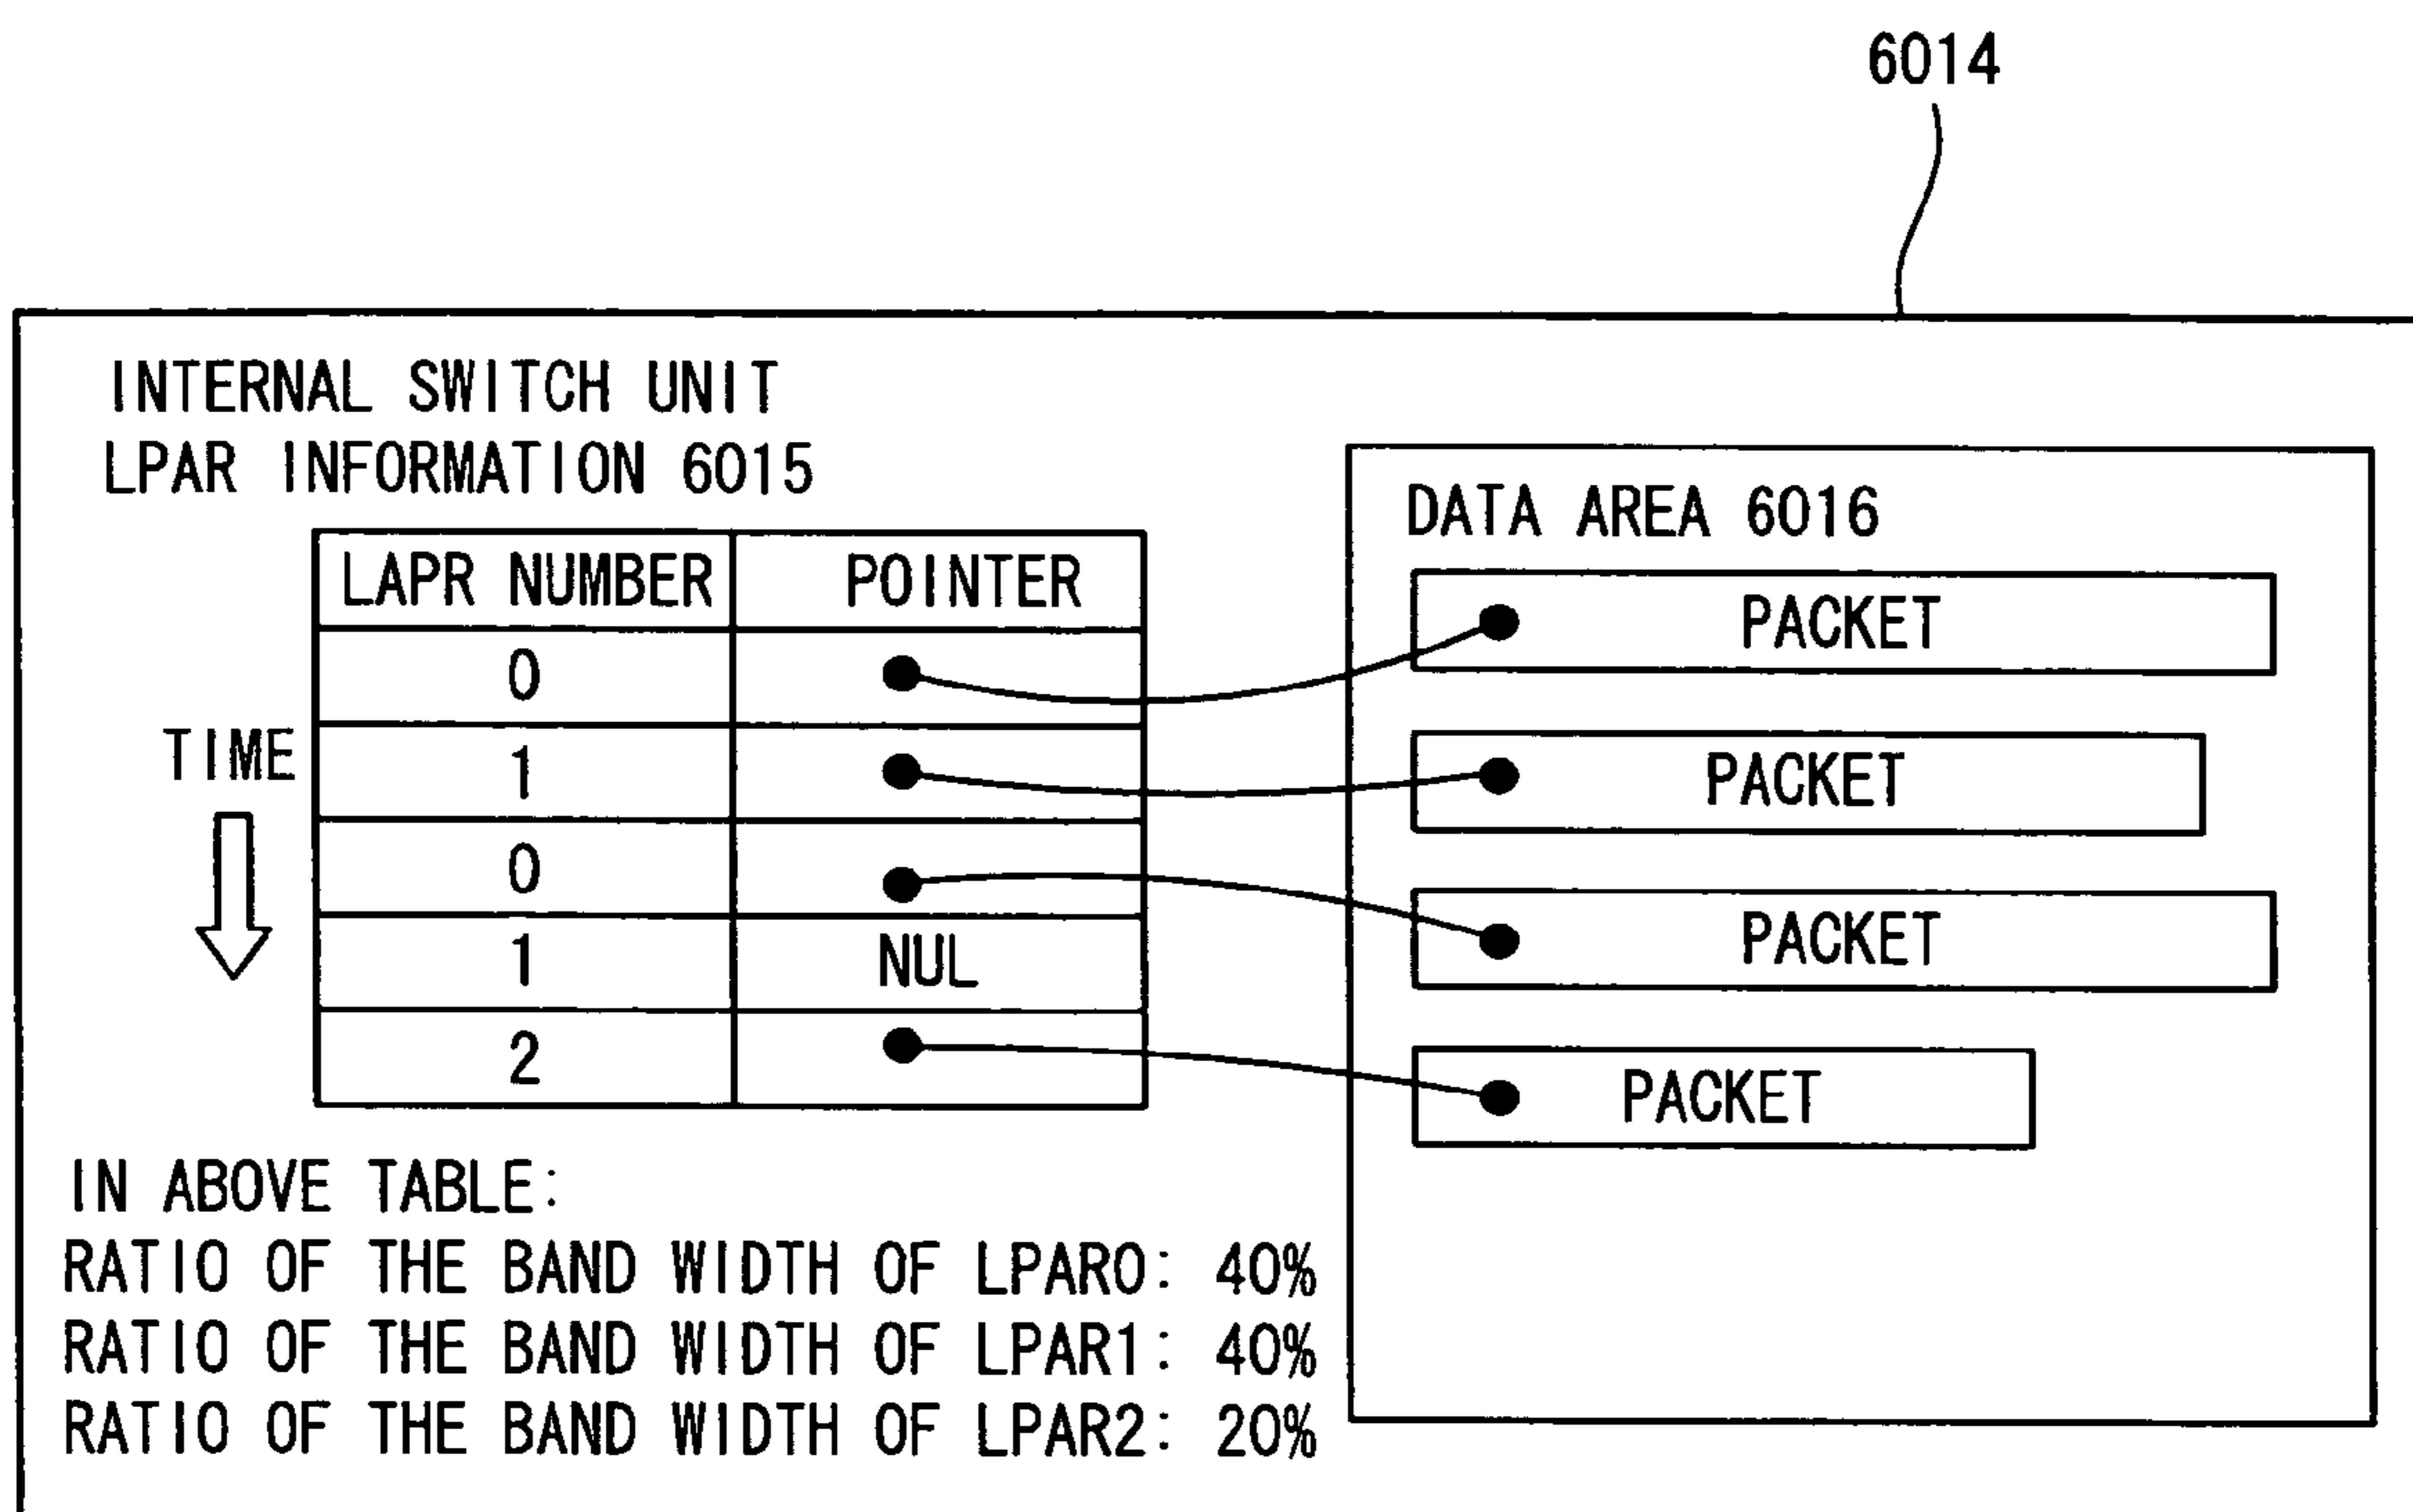 6014
INTERNAL SWITCH UNIT
LPAR INFORMATION 6015
DATA AREA 6016
LAPR NUMBER POINTER
0
1
0
1 NUL
2
TIME
PACKET
PACKET
PACKET
PACKET
IN ABOVE TABLE:
RATIO OF THE BAND WIDTH OF LPAR0: 40%
RATIO OF THE BAND WIDTH OF LPAR1: 40%
RATIO OF THE BAND WIDTH OF LPAR2: 20%